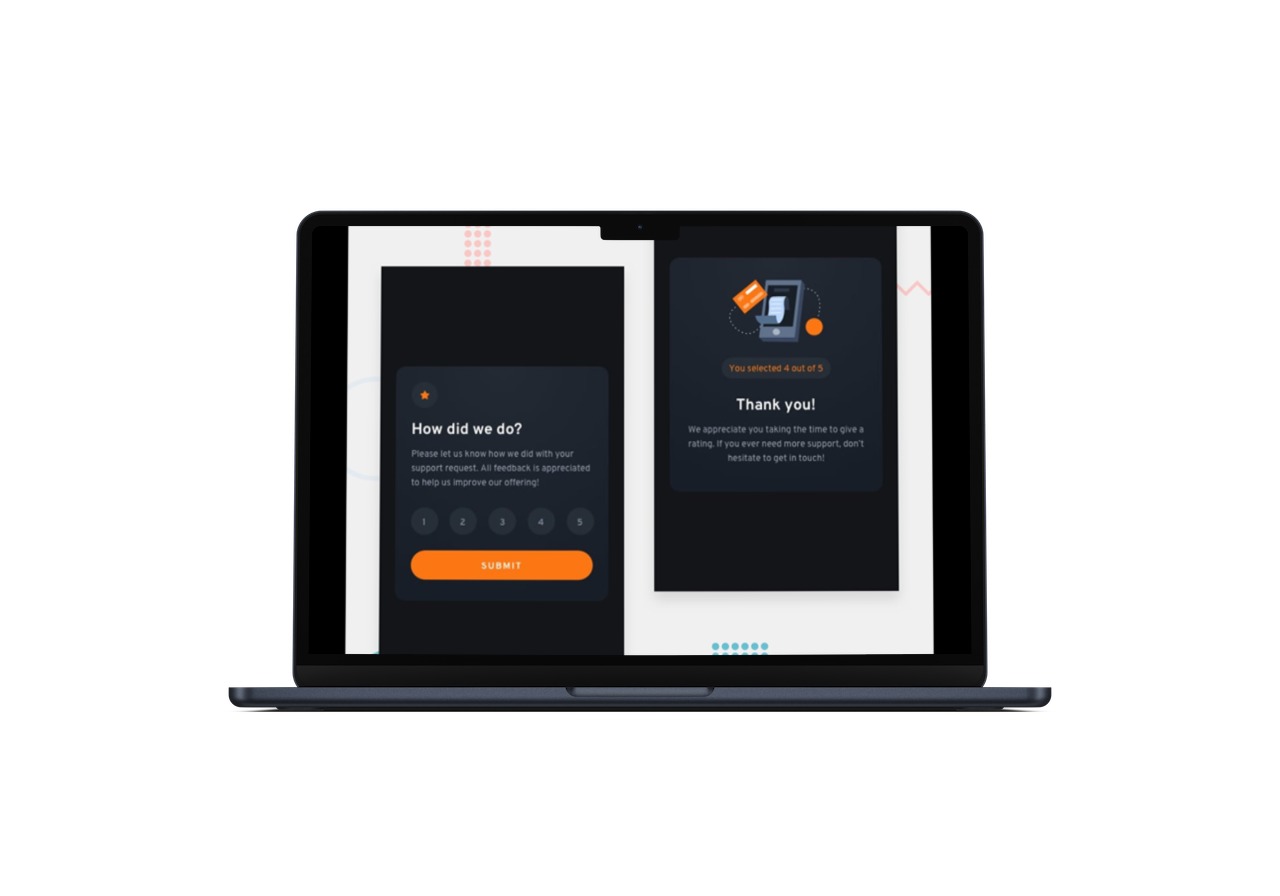 How did we do?
Please let us know how we did with your
support request. All feedback is appreciated
to help us improve our offering!
1 2 3 4 5
SUBMIT
You selected 4 out of 5
Thank you!
We appreciate you taking the time to give a
rating. If you ever need more support, don't
hesitate to get in touch!